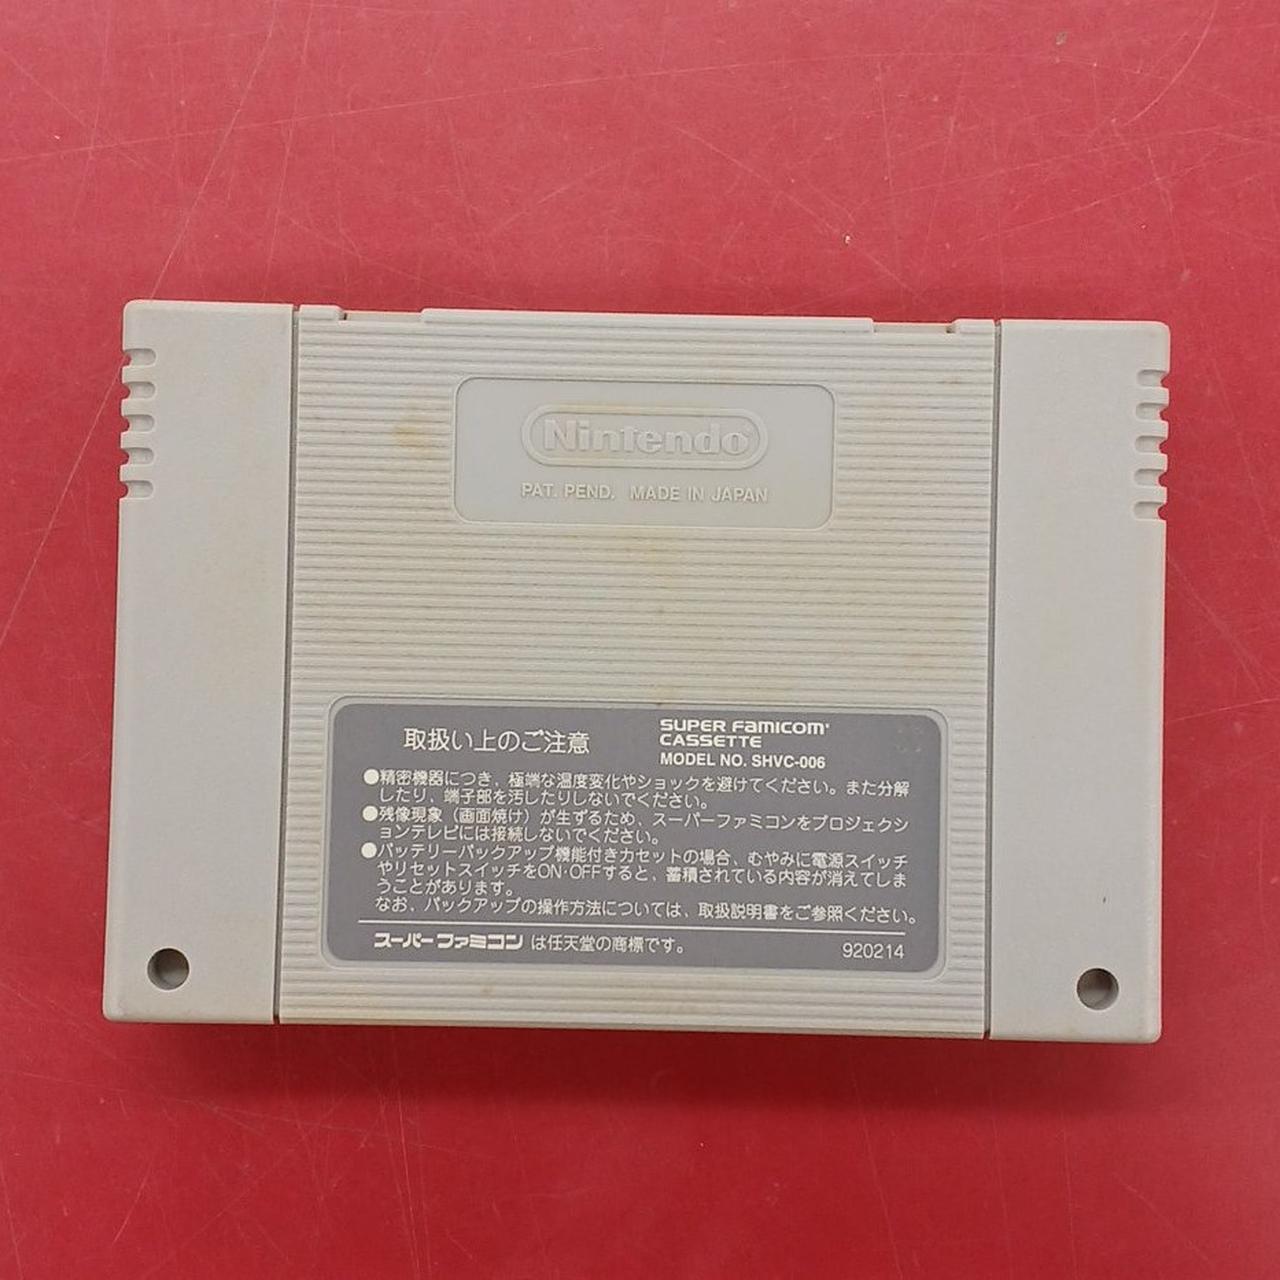 Nintendo
PAT. PEND. MADE IN JAPAN
取扱い上のご注意
SUPER FAMICOM
CASSETTE
MODEL NO. SHVC-006
●精密機器につき、極端な温度変化やショックを避けてください。また分解
したり、端子部を汚したりしないでください。
●残像現象（画面焼け）が生ずるため、スーパーファミコンをプロジェクシ
ョンテレビには接続しないでください。
●バッテリーバックアップ機能付きカセットの場合、むやみに電源スイッチ
やリセットスイッチをON・OFFすると、蓄積されている内容が消えてしま
うことがあります。
なお、バックアップの操作方法については、取扱説明書をご参照ください。
スーパーファミコン は任天堂の商標です。
920214